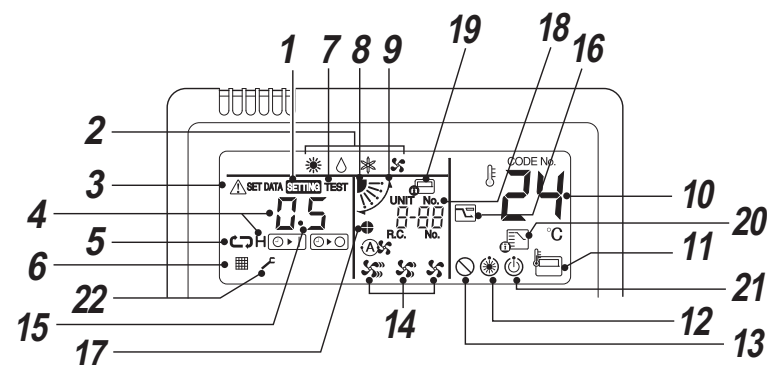 1 7 8 9 19 18 16
2
3
4
5
6
22
15
17
14
13
12
21
11
20
10
CODE No.
SET DATA SETTING TEST
UNIT No.
24
0.5
8-88
R.C. No.
°C
H
A